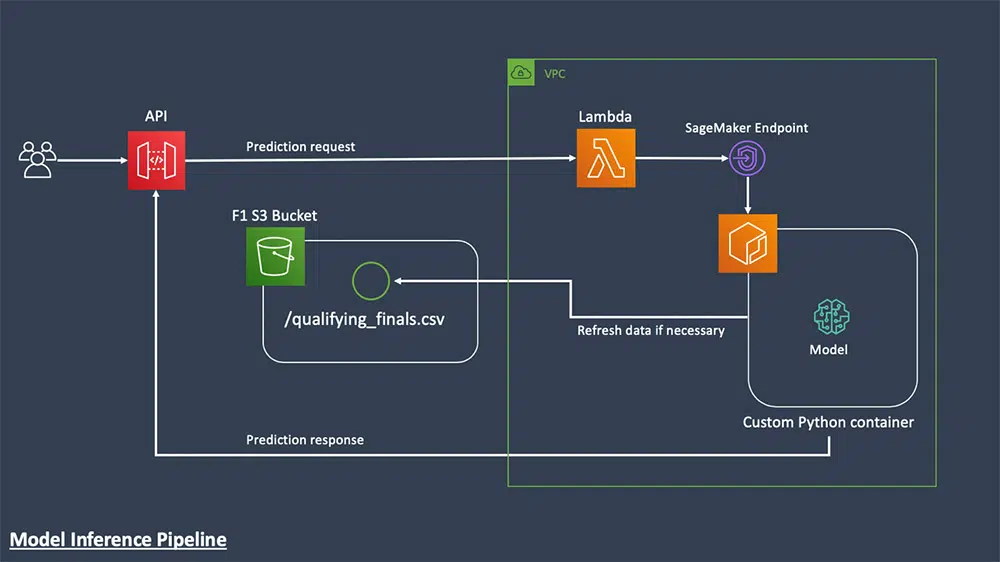 VPC
API
Lambda
SageMaker Endpoint
Prediction request
F1 S3 Bucket
/qualifying_finals.csv
Refresh data if necessary
Model
Custom Python container
Prediction response
Model Inference Pipeline